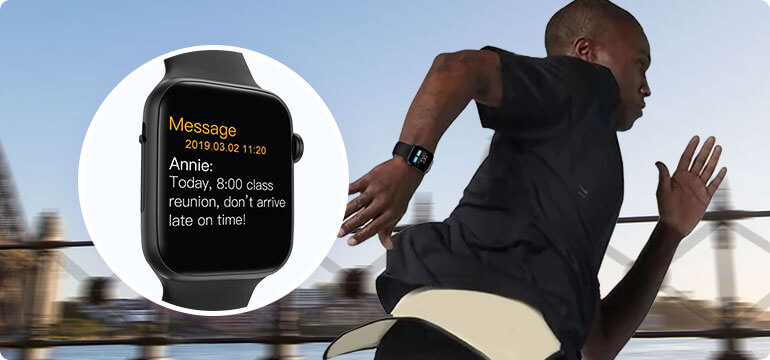 Message
2019.03.02 11:20
Annie:
Today, 8:00 class
reunion, don't arrive
late on time!